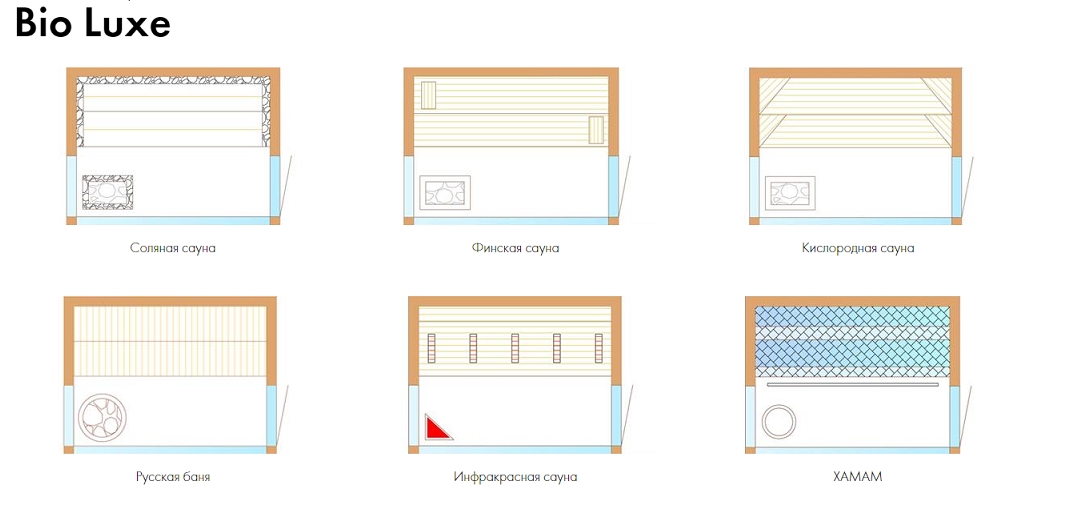 Bio Luxe
Соляная сауна
Финская сауна
Кислородная сауна
Русская баня
Инфракрасная сауна
ХАМАМ